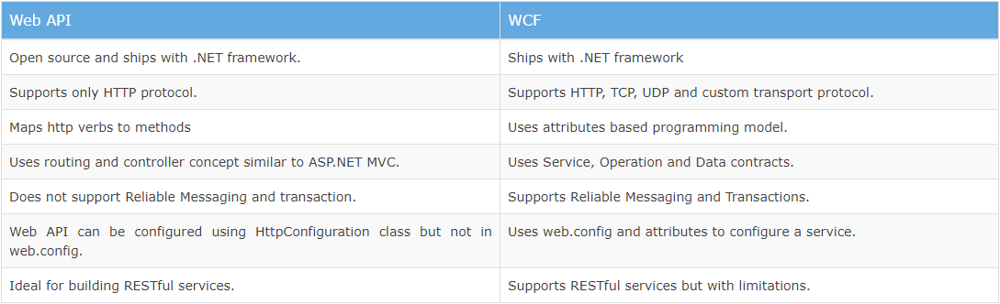 Web API
WCF
Open source and ships with .NET framework.
Ships with .NET framework
Supports only HTTP protocol.
Supports HTTP, TCP, UDP and custom transport protocol.
Maps http verbs to methods
Uses attributes based programming model.
Uses routing and controller concept similar to ASP.NET MVC.
Uses Service, Operation and Data contracts.
Does not support Reliable Messaging and transaction.
Supports Reliable Messaging and Transactions.
Web API can be configured using HttpConfiguration class but not in
web.config.
Uses web.config and attributes to configure a service.
Ideal for building RESTful services.
Supports RESTful services but with limitations.